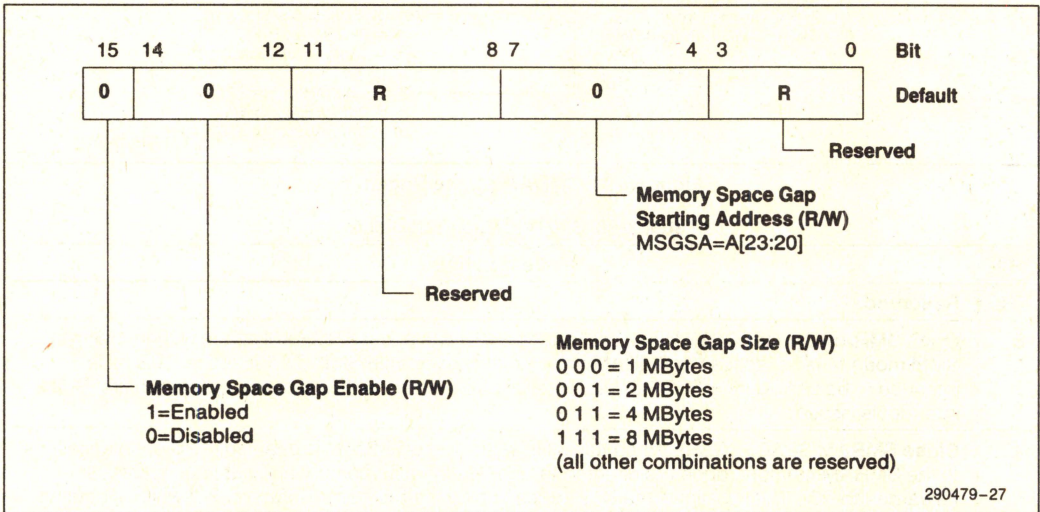 15 14 12 11 8 7 4 3 0 Bit
0 0 R 0 R Default
Reserved
Memory Space Gap
Starting Address (R/W)
MSGSA=A[23:20]
Reserved
Memory Space Gap Size (R/W)
0 0 0 = 1 MBytes
0 0 1 = 2 MBytes
0 1 1 = 4 MBytes
1 1 1 = 8 MBytes
(all other combinations are reserved)
Memory Space Gap Enable (R/W)
1=Enabled
0=Disabled
290479–27